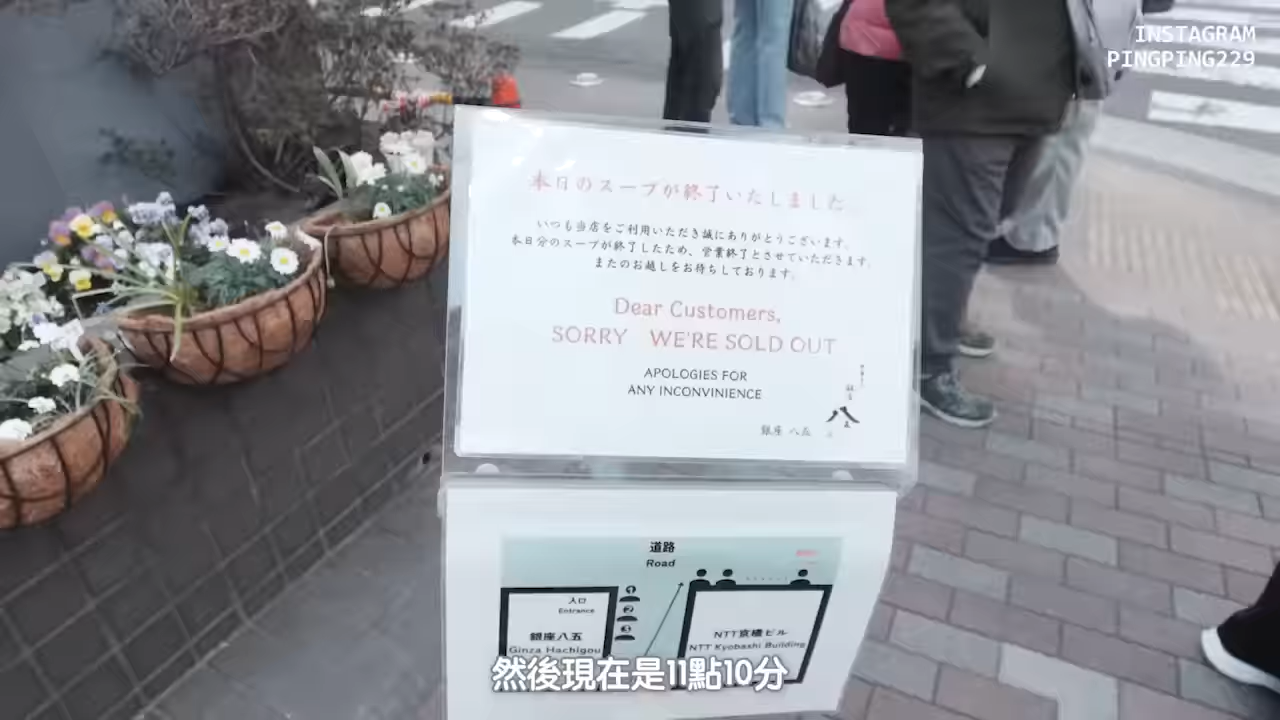 INSTAGRAM
PINGPING229
本日のスープが終了いたしました
いつも当店をご利用いただき誠にありがとうございます。
本日分のスープが終了したため、営業終了とさせていただきます。
またのお越しをお待ちしております。
Dear Customers,
SORRY WE'RE SOLD OUT
APOLOGIES FOR
ANY INCONVINIENCE
銀座 八五
道路
Road
入口
Entrance
1
2
3
銀座八五
Ginza Hachigou
NTT京橋ビル
NTT Kyobashi Building
然後現在是11點10分